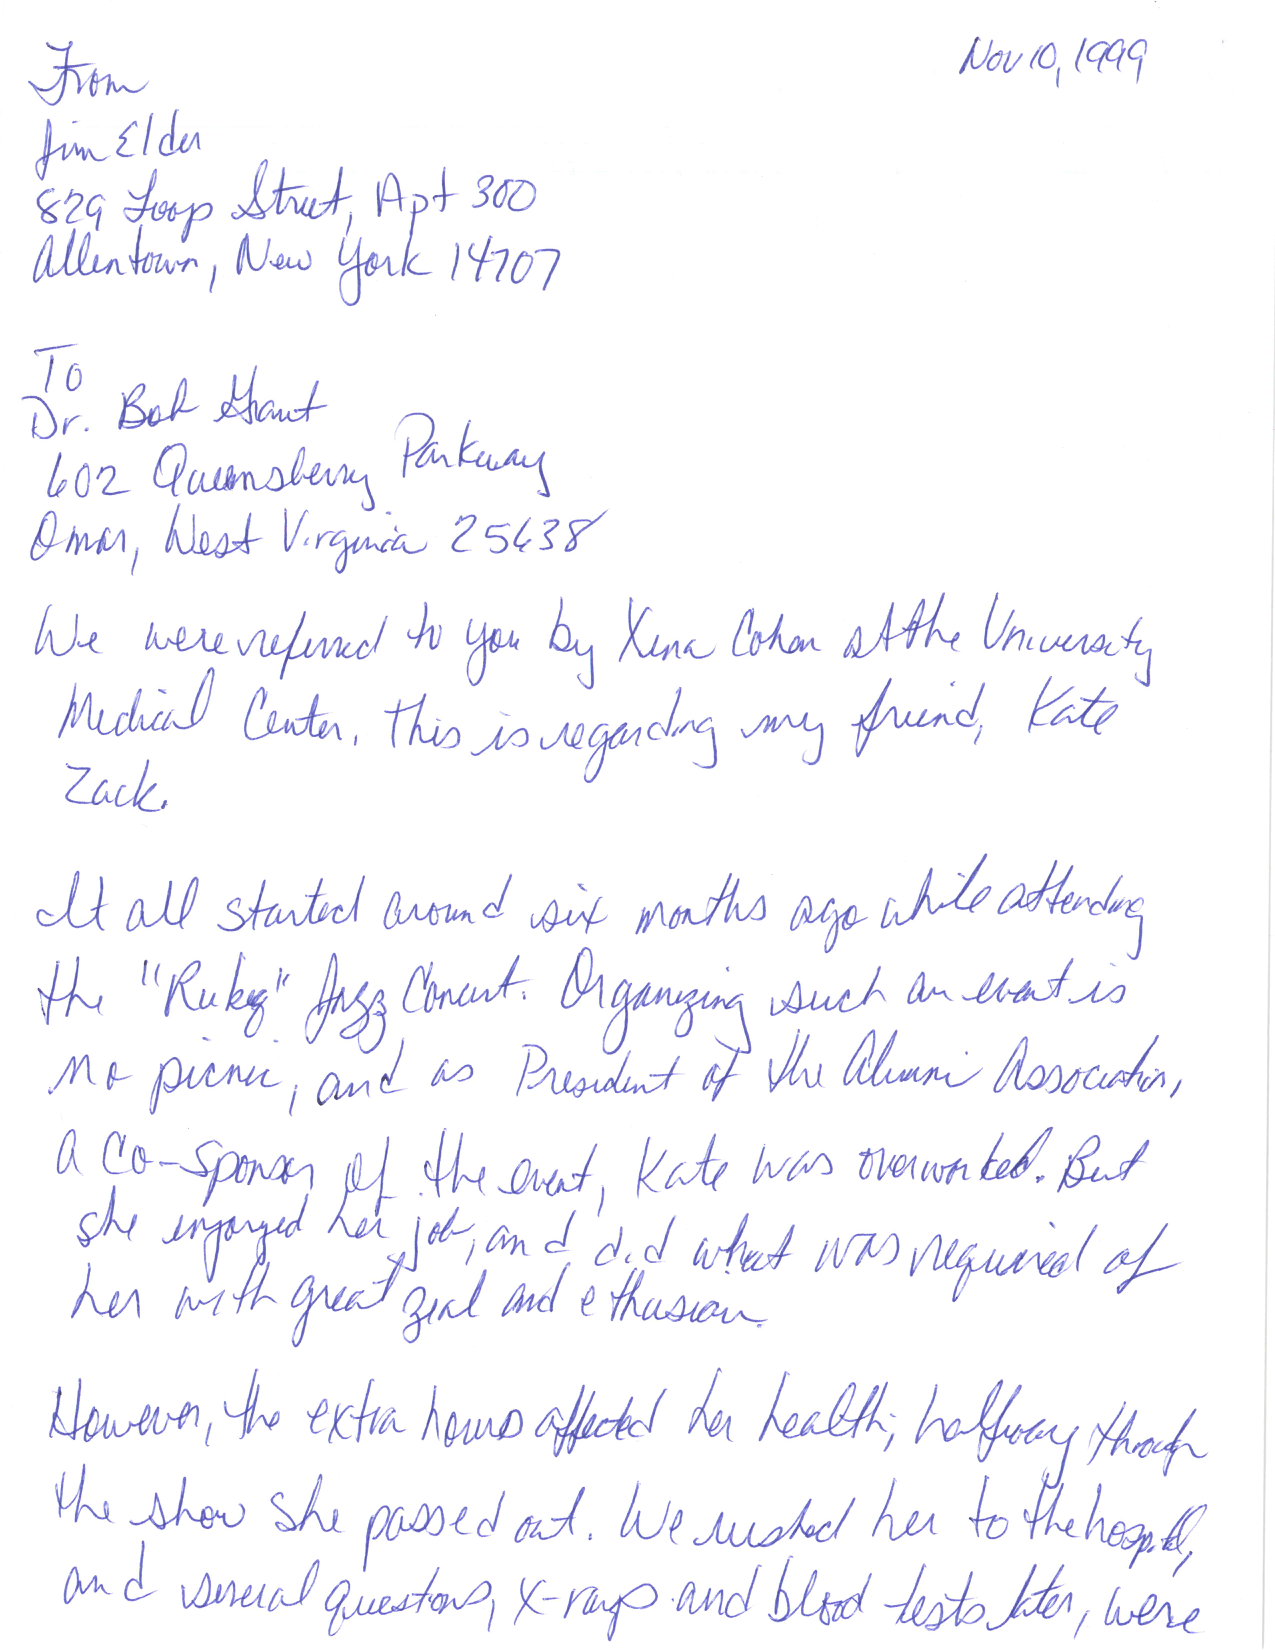 Nov 10, 1999
From
Jim Elder
829 Loop Street, Apt 300
Allentown, New York 14707
To
Dr. Bob Grant
602 Queensberry Parkway
Omar, West Virginia 25638
We were referred to you by Xena Cohen at the University
Medical Center. This is regarding my friend, Kate
Zack.
It all started around six months ago while attending
the "Rubeq" Jazz Concert. Organizing such an event is
no picnic, and as President of the Alumni Association,
a co-sponsor of the event, Kate was overworked. But
she enjoyed her job, and did what was required of
her with great zeal and ethusiasm.
However, the extra hours affected her health; halfway through
the show she passed out. We rushed her to the hospital,
and several questions, x-rays and blood tests later, were